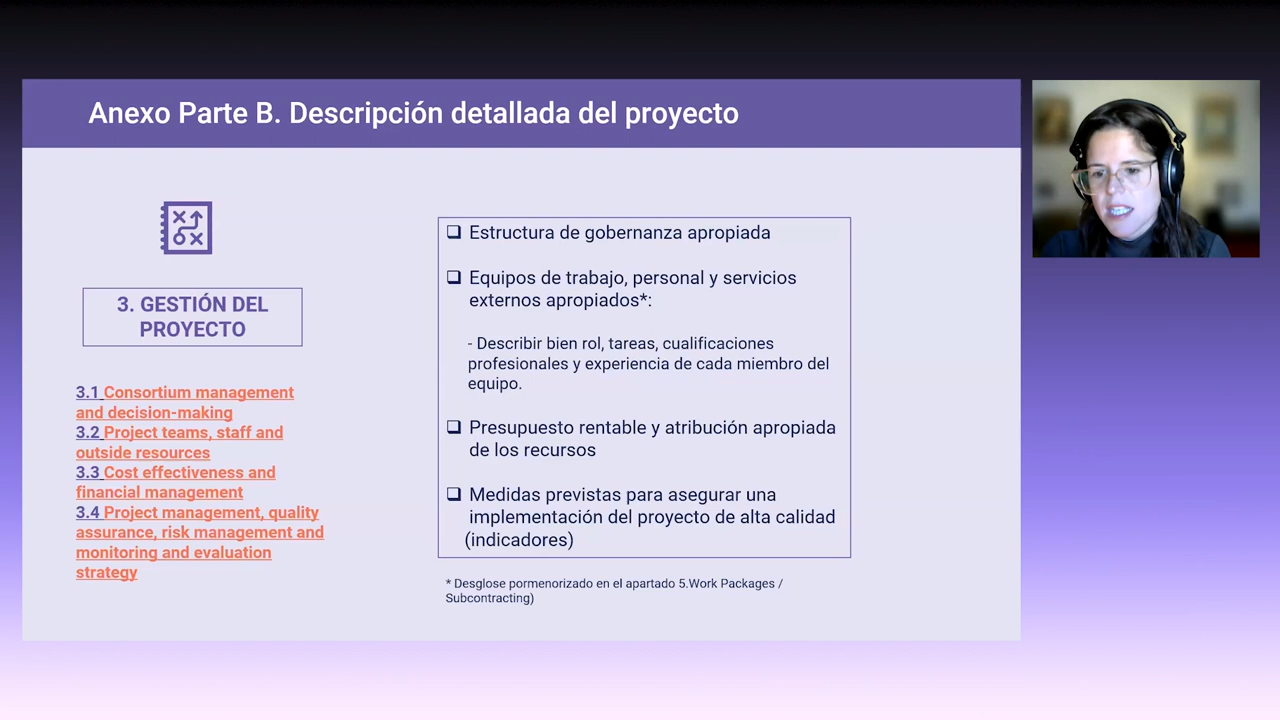 Anexo Parte B. Descripción detallada del proyecto
3. GESTIÓN DEL
PROYECTO
3.1 Consortium management
and decision-making
3.2 Project teams, staff and
outside resources
3.3 Cost effectiveness and
financial management
3.4 Project management, quality
assurance, risk management and
monitoring and evaluation
strategy
Estructura de gobernanza apropiada
Equipos de trabajo, personal y servicios
externos apropiados*:
- Describir bien rol, tareas, cualificaciones
profesionales y experiencia de cada miembro del
equipo.
Presupuesto rentable y atribución apropiada
de los recursos
Medidas previstas para asegurar una
implementación del proyecto de alta calidad
(indicadores)
* Desglose pormenorizado en el apartado 5.Work Packages /
Subcontracting)